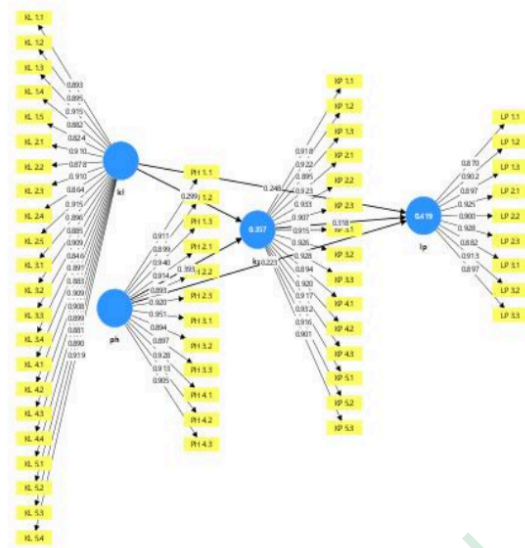 KL 1.1
KL 1.2
KL 1.3
KL 1.4
KL 1.5
KL 2.1
KL 2.2
KL 2.3
KL 2.4
KL 2.5
KL 3.1
KL 3.2
KL 3.3
KL 3.4
KL 4.1
KL 4.2
KL 4.3
KL 4.4
KL 5.1
KL 5.2
KL 5.3
KL 5.4
0.893
0.895
0.915
0.882
0.824
0.910
0.878
0.910
0.864
0.915
0.896
0.885
0.909
0.846
0.891
0.883
0.909
0.908
0.899
0.881
0.890
0.919
kl
ph
PH 1.1
1.2
PH 1.3
PH 2.1
2.2
PH 2.3
PH 3.1
PH 3.2
PH 3.3
PH 4.1
PH 4.2
PH 4.3
0.911
0.899
0.940
0.914
0.893
0.920
0.951
0.894
0.897
0.928
0.913
0.905
0.299
0.393
0.248
0.318
0.223
0.357
KP 1.1
KP 1.2
KP 1.3
KP 2.1
KP 2.2
KP 2.3
KP 3.2
KP 3.3
KP 4.1
KP 4.2
KP 4.3
KP 5.1
KP 5.2
KP 5.3
0.918
0.922
0.895
0.923
0.933
0.907
0.915
0.926
0.928
0.894
0.920
0.917
0.932
0.916
0.901
0.419
lp
LP 1.1
LP 1.2
LP 1.3
LP 2.1
LP 2.2
LP 2.3
LP 3.1
LP 3.2
LP 3.3
0.870
0.902
0.897
0.925
0.900
0.928
0.882
0.913
0.897